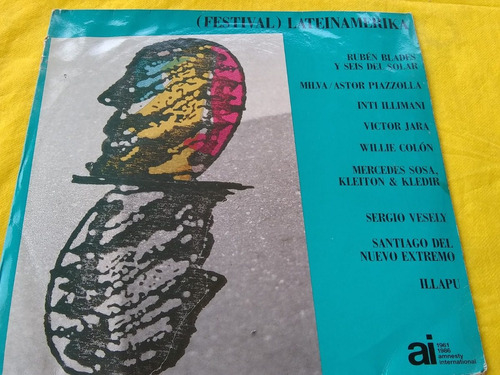 (FESTIVAL) LATEINAMERIKA
RUBÉN BLADES
Y SEIS DEL SOLAR
MILVA/ASTOR PIAZZOLLA
INTI ILLIMANI
VICTOR JARA
WILLIE COLÓN
MERCEDES SOSA,
KLEITON & KLEDIR
SERGIO VESELY
SANTIAGO DEL
NUEVO EXTREMO
ILLAPU
ai
1961
1986
amnesty
international